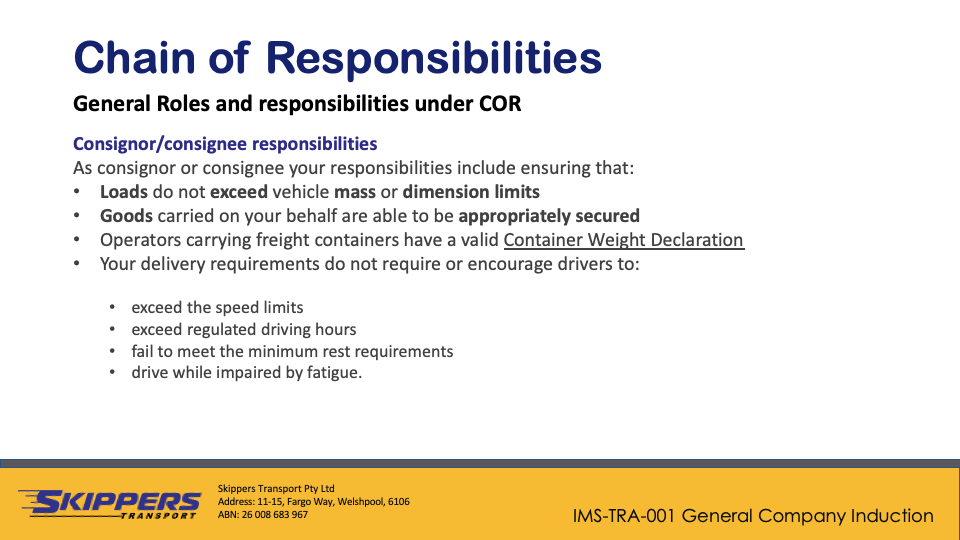 Chain of Responsibilities
General Roles and responsibilities under COR
Consignor/consignee responsibilities
As consignor or consignee your responsibilities include ensuring that:
• Loads do not exceed vehicle mass or dimension limits
• Goods carried on your behalf are able to be appropriately secured
• Operators carrying freight containers have a valid Container Weight Declaration
• Your delivery requirements do not require or encourage drivers to:
• exceed the speed limits
• exceed regulated driving hours
• fail to meet the minimum rest requirements
• drive while impaired by fatigue.
SKIPPERS
TRANSPORT
Skippers Transport Pty Ltd
Address: 11-15, Fargo Way, Welshpool, 6106
ABN: 26 008 683 967
IMS-TRA-001 General Company Induction